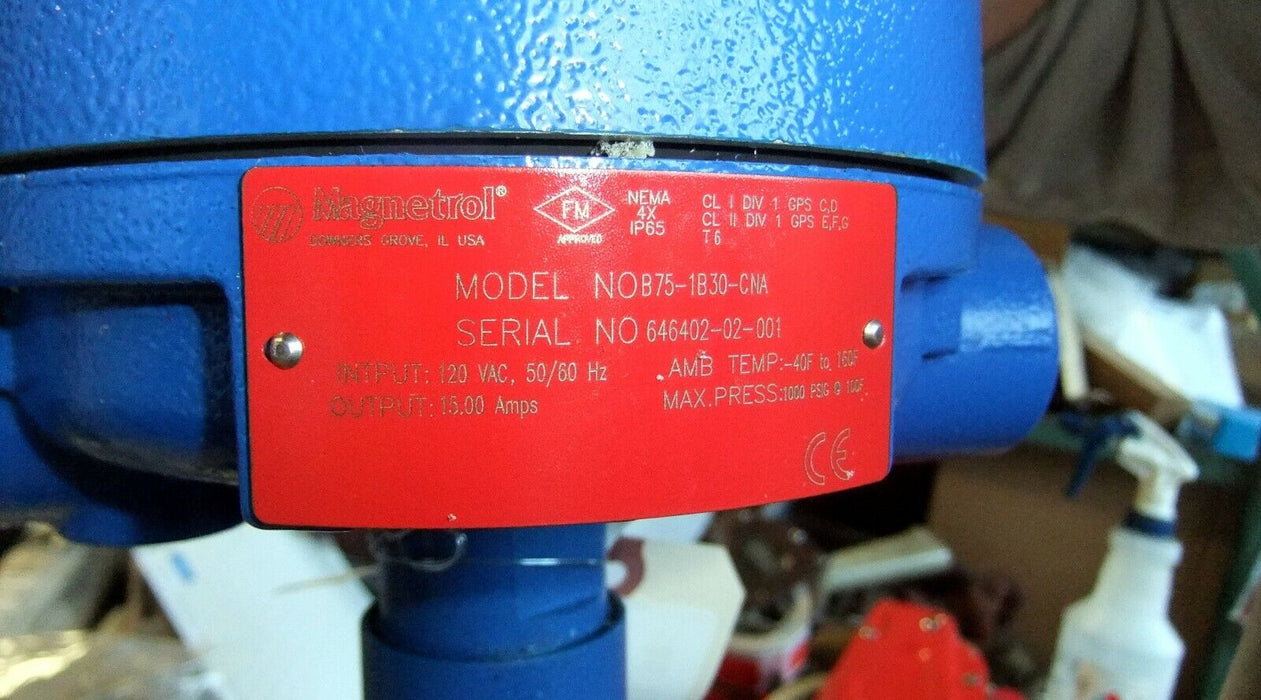 Magnetrol®
DOWNERS GROVE, IL USA
FM
APPROVED
NEMA
4X
IP65
CL I DIV 1 GPS C,D
CL II DIV 1 GPS E,F,G
T6
MODEL NO B75-1B30-CNA
SERIAL NO 646402-02-001
INTPUT: 120 VAC, 50/60 Hz
OUTPUT: 15.00 Amps
AMB TEMP:-40F to 160F
MAX.PRESS:1000 PSIG @ 100F
CE